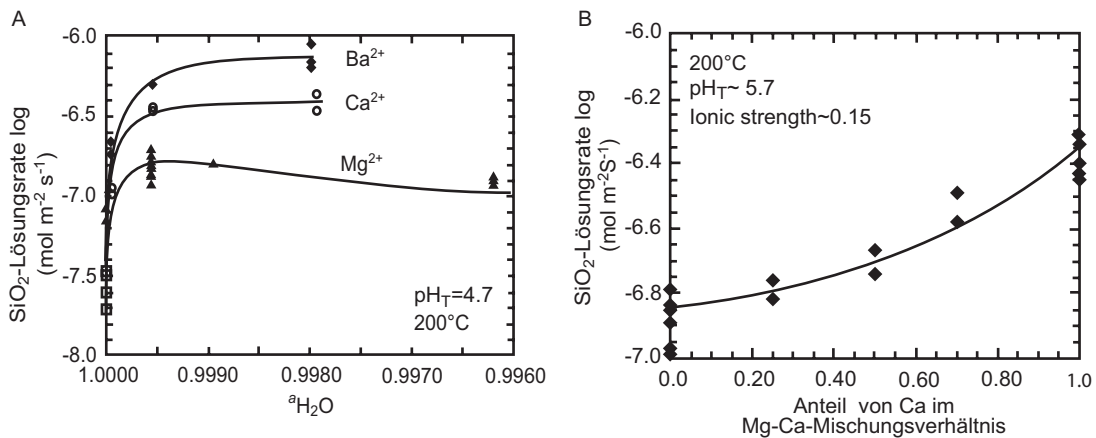 A
SiO₂-Lösungsrate log
(mol m⁻² s⁻¹)
-6.0
-6.5
-7.0
-7.5
-8.0
Ba²⁺
Ca²⁺
Mg²⁺
pH_T=4.7
200°C
1.0000 0.9990 0.9980 0.9970 0.9960
ᵃH₂O
B
SiO₂-Lösungsrate log
(mol m⁻²S⁻¹)
-6.0
-6.2
-6.4
-6.6
-6.8
-7.0
200°C
pH_T~ 5.7
Ionic strength~0.15
0.0 0.20 0.40 0.60 0.80 1.0
Anteil von Ca im
Mg-Ca-Mischungsverhältnis